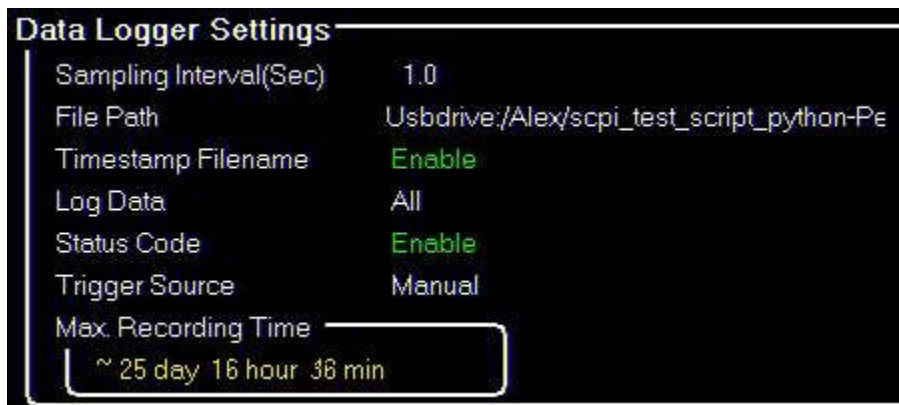 Data Logger Settings
Sampling Interval(Sec) 1.0
File Path Usbdrive:/Alex/scpi_test_script_python-Pe
Timestamp Filename Enable
Log Data All
Status Code Enable
Trigger Source Manual
Max. Recording Time
~ 25 day 16 hour 36 min